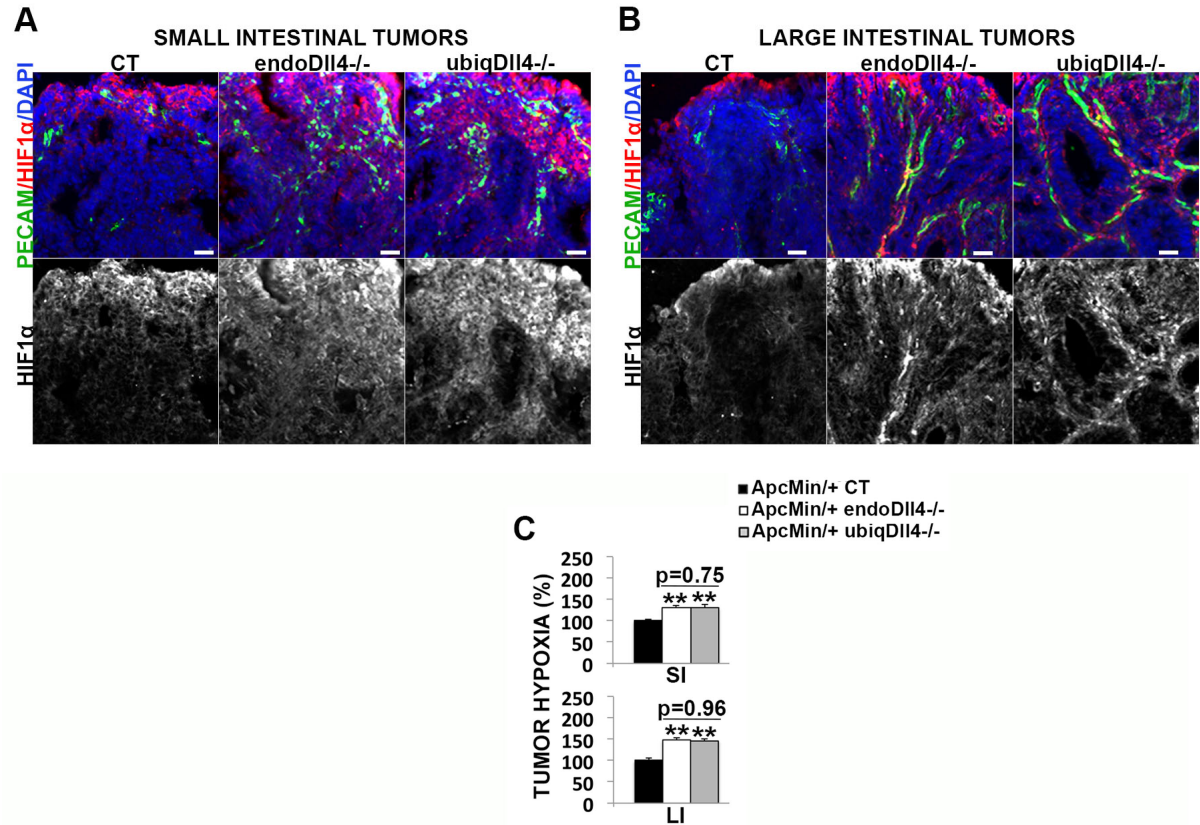 A
SMALL INTESTINAL TUMORS
CT endoDll4-/- ubiqDll4-/-
PECAM/HIF1α/DAPI
HIF1α
B
LARGE INTESTINAL TUMORS
CT endoDll4-/- ubiqDll4-/-
PECAM/HIF1α/DAPI
HIF1α
ApcMin/+ CT
ApcMin/+ endoDll4-/-
ApcMin/+ ubiqDll4-/-
C
TUMOR HYPOXIA (%)
250
200
150
100
50
0
p=0.75
** **
SI
250
200
150
100
50
0
p=0.96
** **
LI